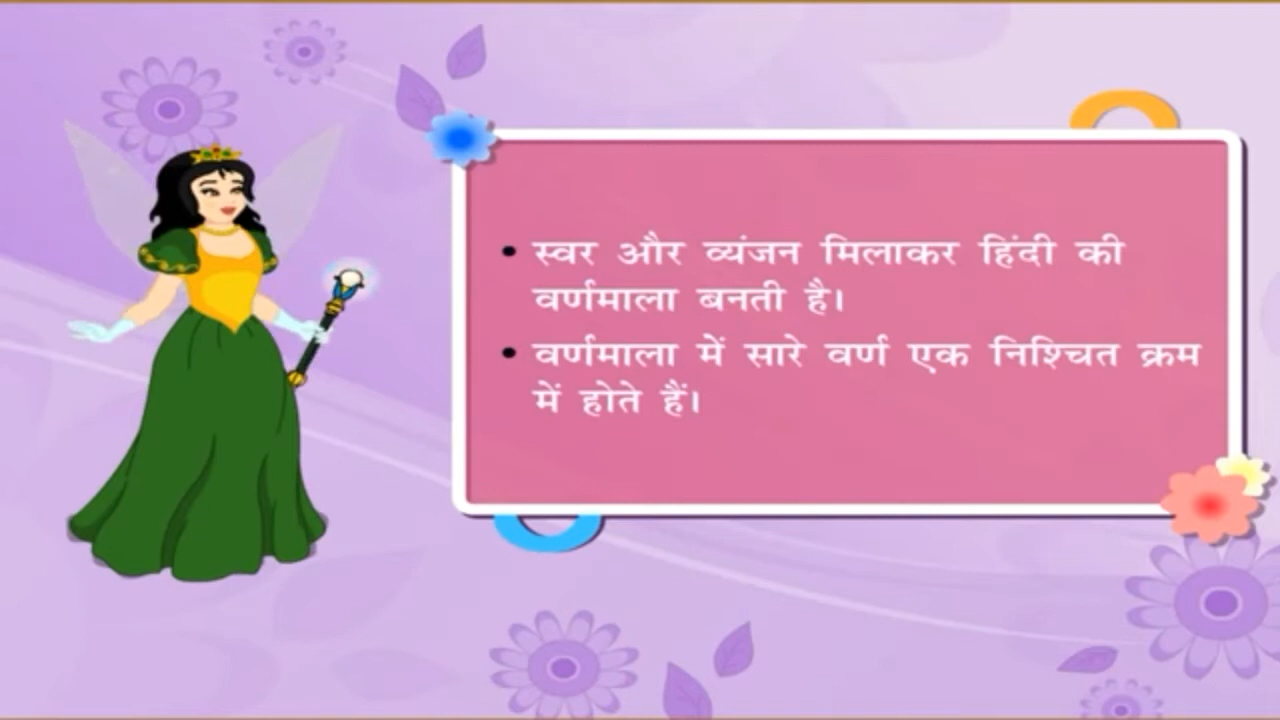 • स्वर और व्यंजन मिलाकर हिंदी की
वर्णमाला बनती है।
• वर्णमाला में सारे वर्ण एक निश्चित क्रम
में होते हैं।